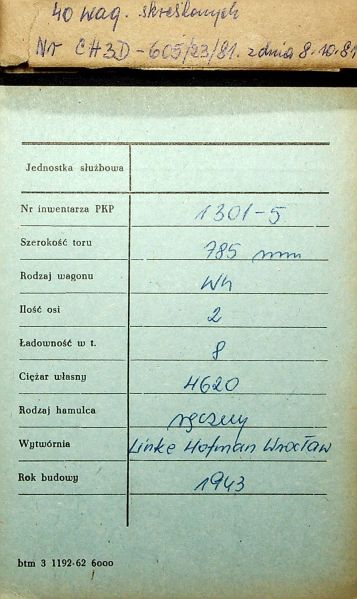 40 wag. skreślonych
Nr CH3D-605/23/81. z dnia 8.10.81
Jednostka służbowa
Nr inwentarza PKP 1301-5
Szerokość toru 785 mm
Rodzaj wagonu Wh
Ilość osi 2
Ładowność w t. 8
Ciężar własny 4620
Rodzaj hamulca ręczny
Wytwórnia Linke Hofman Wrocław
Rok budowy 1943
btm 3 1192-62 6000